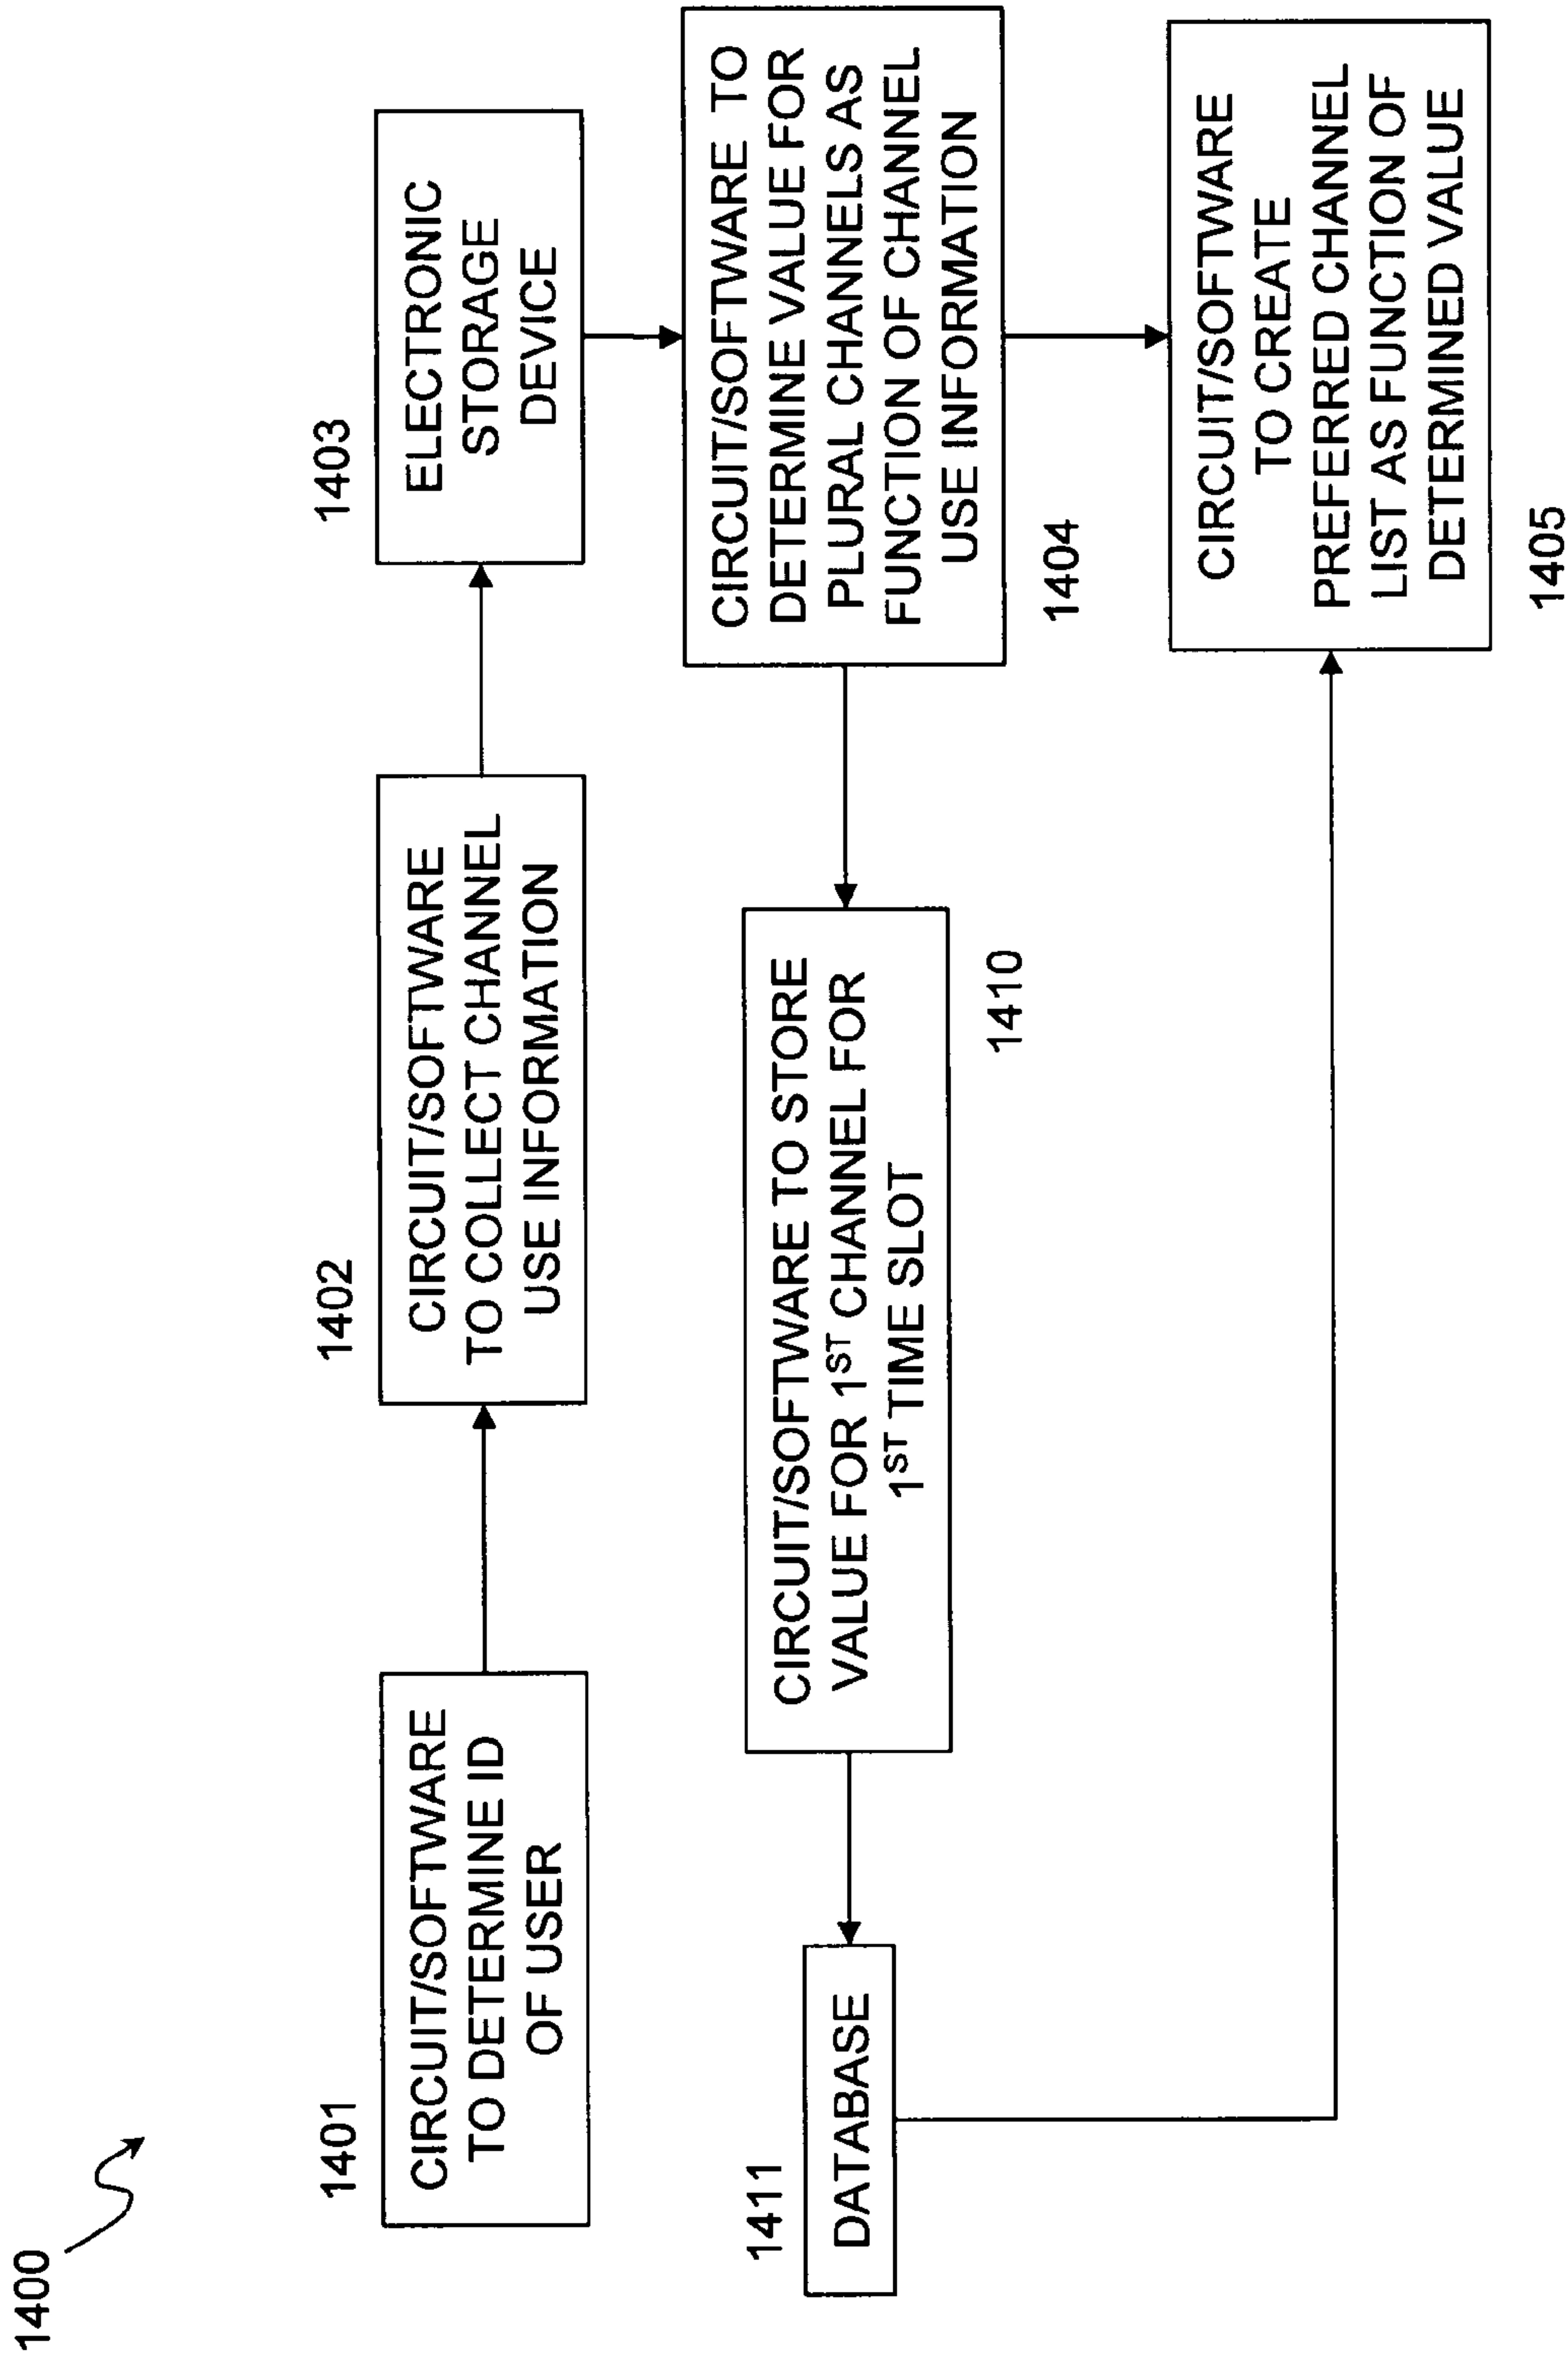 1400
1401
CIRCUIT/SOFTWARE
TO DETERMINE ID
OF USER
1402
CIRCUIT/SOFTWARE
TO COLLECT CHANNEL
USE INFORMATION
1403
ELECTRONIC
STORAGE
DEVICE
1411
DATABASE
CIRCUIT/SOFTWARE TO STORE
VALUE FOR 1ST CHANNEL FOR
1ST TIME SLOT
1410
CIRCUIT/SOFTWARE TO
DETERMINE VALUE FOR
PLURAL CHANNELS AS
FUNCTION OF CHANNEL
USE INFORMATION
1404
CIRCUIT/SOFTWARE
TO CREATE
PREFERRED CHANNEL
LIST AS FUNCTION OF
DETERMINED VALUE
1405